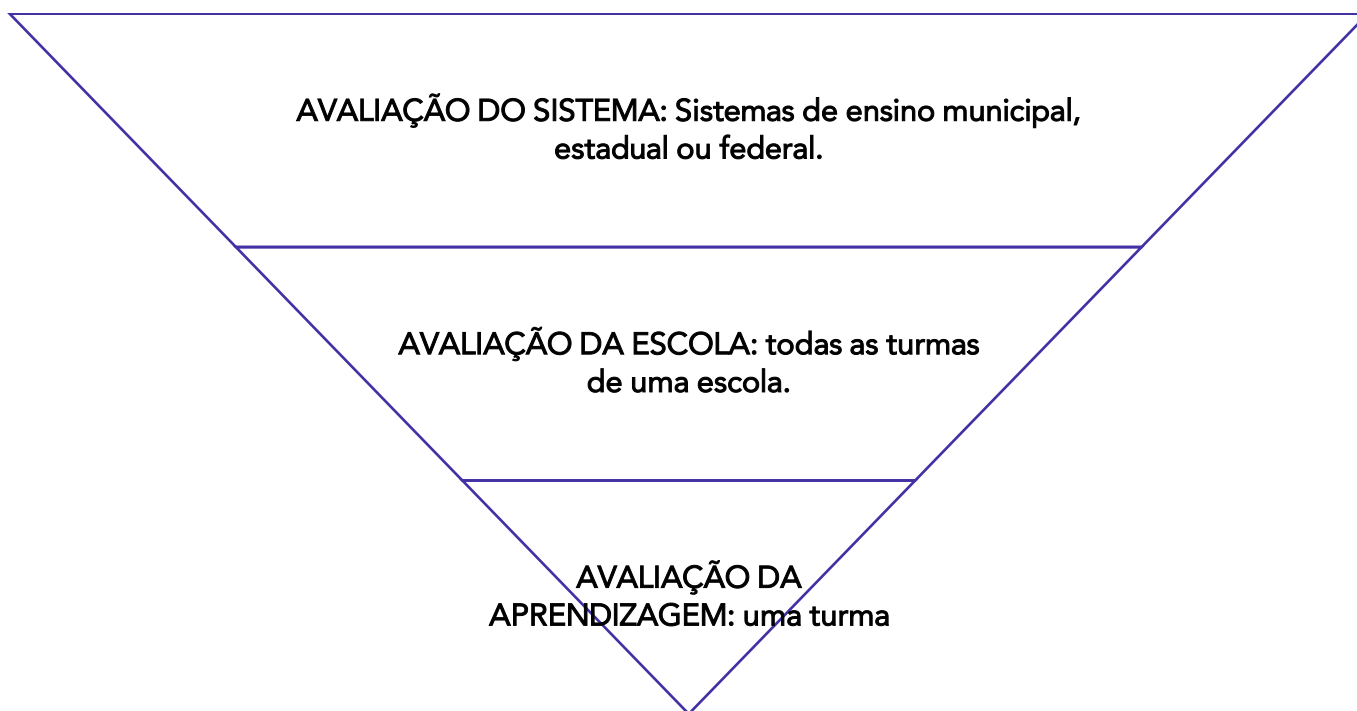 AVALIAÇÃO DO SISTEMA: Sistemas de ensino municipal,
estadual ou federal.
AVALIAÇÃO DA ESCOLA: todas as turmas
de uma escola.
AVALIAÇÃO DA
APRENDIZAGEM: uma turma